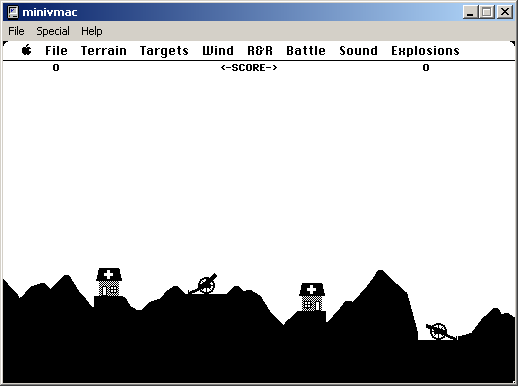 minivmac
File Special Help
File Terrain Targets Wind R&R Battle Sound Explosions
0 <-SCORE-> 0